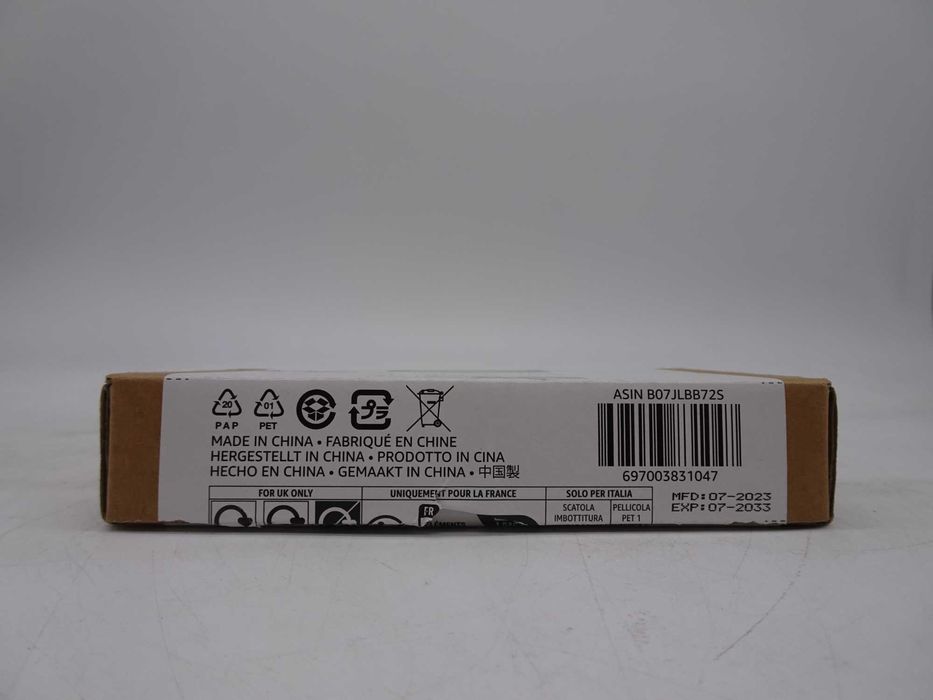 20
PAP
01
PET
プラ
MADE IN CHINA • FABRIQUÉ EN CHINE
HERGESTELLT IN CHINA • PRODOTTO IN CINA
HECHO EN CHINA • GEMAAKT IN CHINA • 中国製
FOR UK ONLY
UNIQUEMENT POUR LA FRANCE
FR
SOLO PER ITALIA
SCATOLA
IMBOTTITURA
PELLICOLA
PET 1
ASIN B07JLBB72S
697003831047
MFD:07-2023
EXP:07-2033